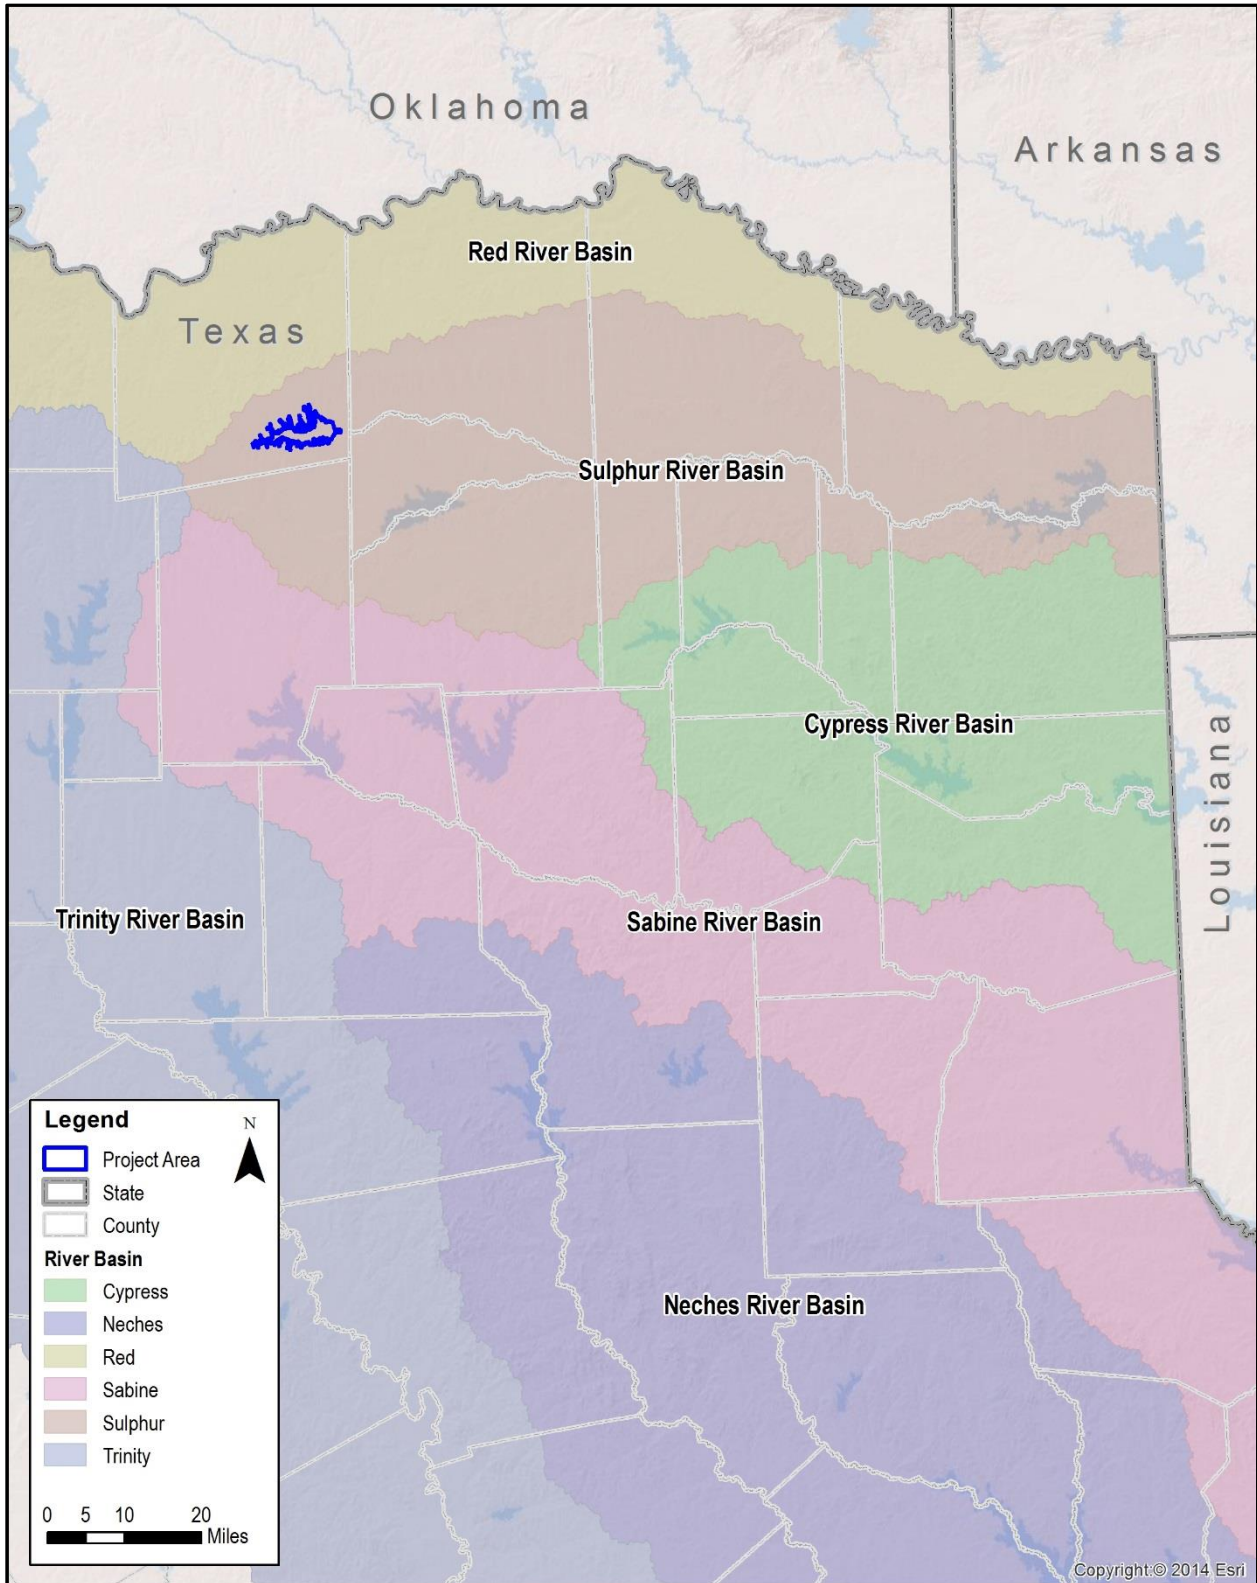 Oklahoma
Arkansas
Red River Basin
Texas
Sulphur River Basin
Cypress River Basin
Louisiana
Trinity River Basin
Sabine River Basin
Legend
N
Project Area
State
County
River Basin
Cypress
Neches
Red
Sabine
Sulphur
Trinity
0 5 10 20
Miles
Neches River Basin
Copyright:© 2014 Esri